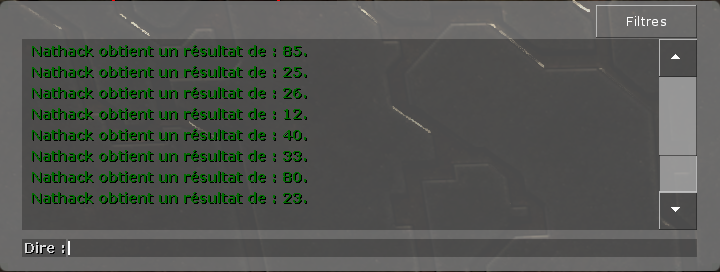 Filtres
Nathack obtient un résultat de : 85.
Nathack obtient un résultat de : 25.
Nathack obtient un résultat de : 26.
Nathack obtient un résultat de : 12.
Nathack obtient un résultat de : 40.
Nathack obtient un résultat de : 33.
Nathack obtient un résultat de : 80.
Nathack obtient un résultat de : 23.
Dire :